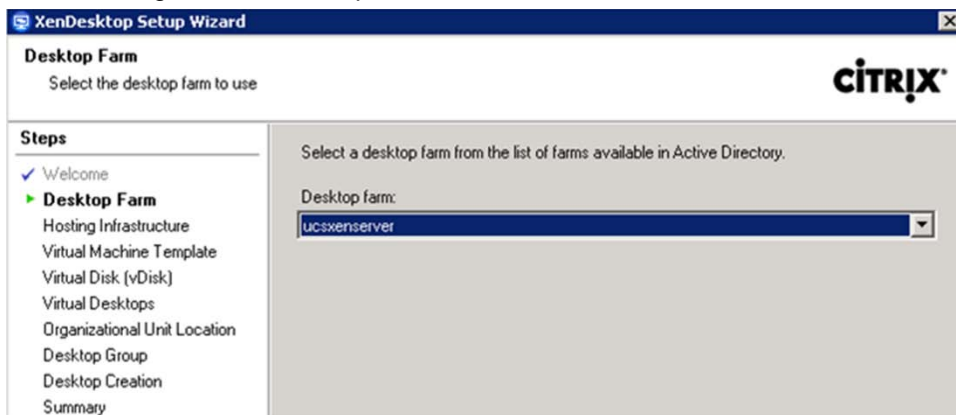 XenDesktop Setup Wizard
Desktop Farm
Select the desktop farm to use
CITRIX
Steps
Welcome
Desktop Farm
Hosting Infrastructure
Virtual Machine Template
Virtual Disk (vDisk)
Virtual Desktops
Organizational Unit Location
Desktop Group
Desktop Creation
Summary
Select a desktop farm from the list of farms available in Active Directory.
Desktop farm:
ucsxenserver